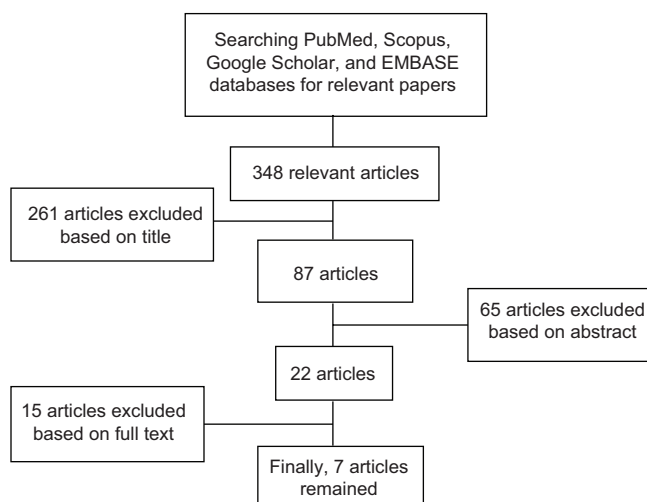 Searching PubMed, Scopus,
Google Scholar, and EMBASE
databases for relevant papers
348 relevant articles
261 articles excluded
based on title
87 articles
65 articles excluded
based on abstract
22 articles
15 articles excluded
based on full text
Finally, 7 articles
remained